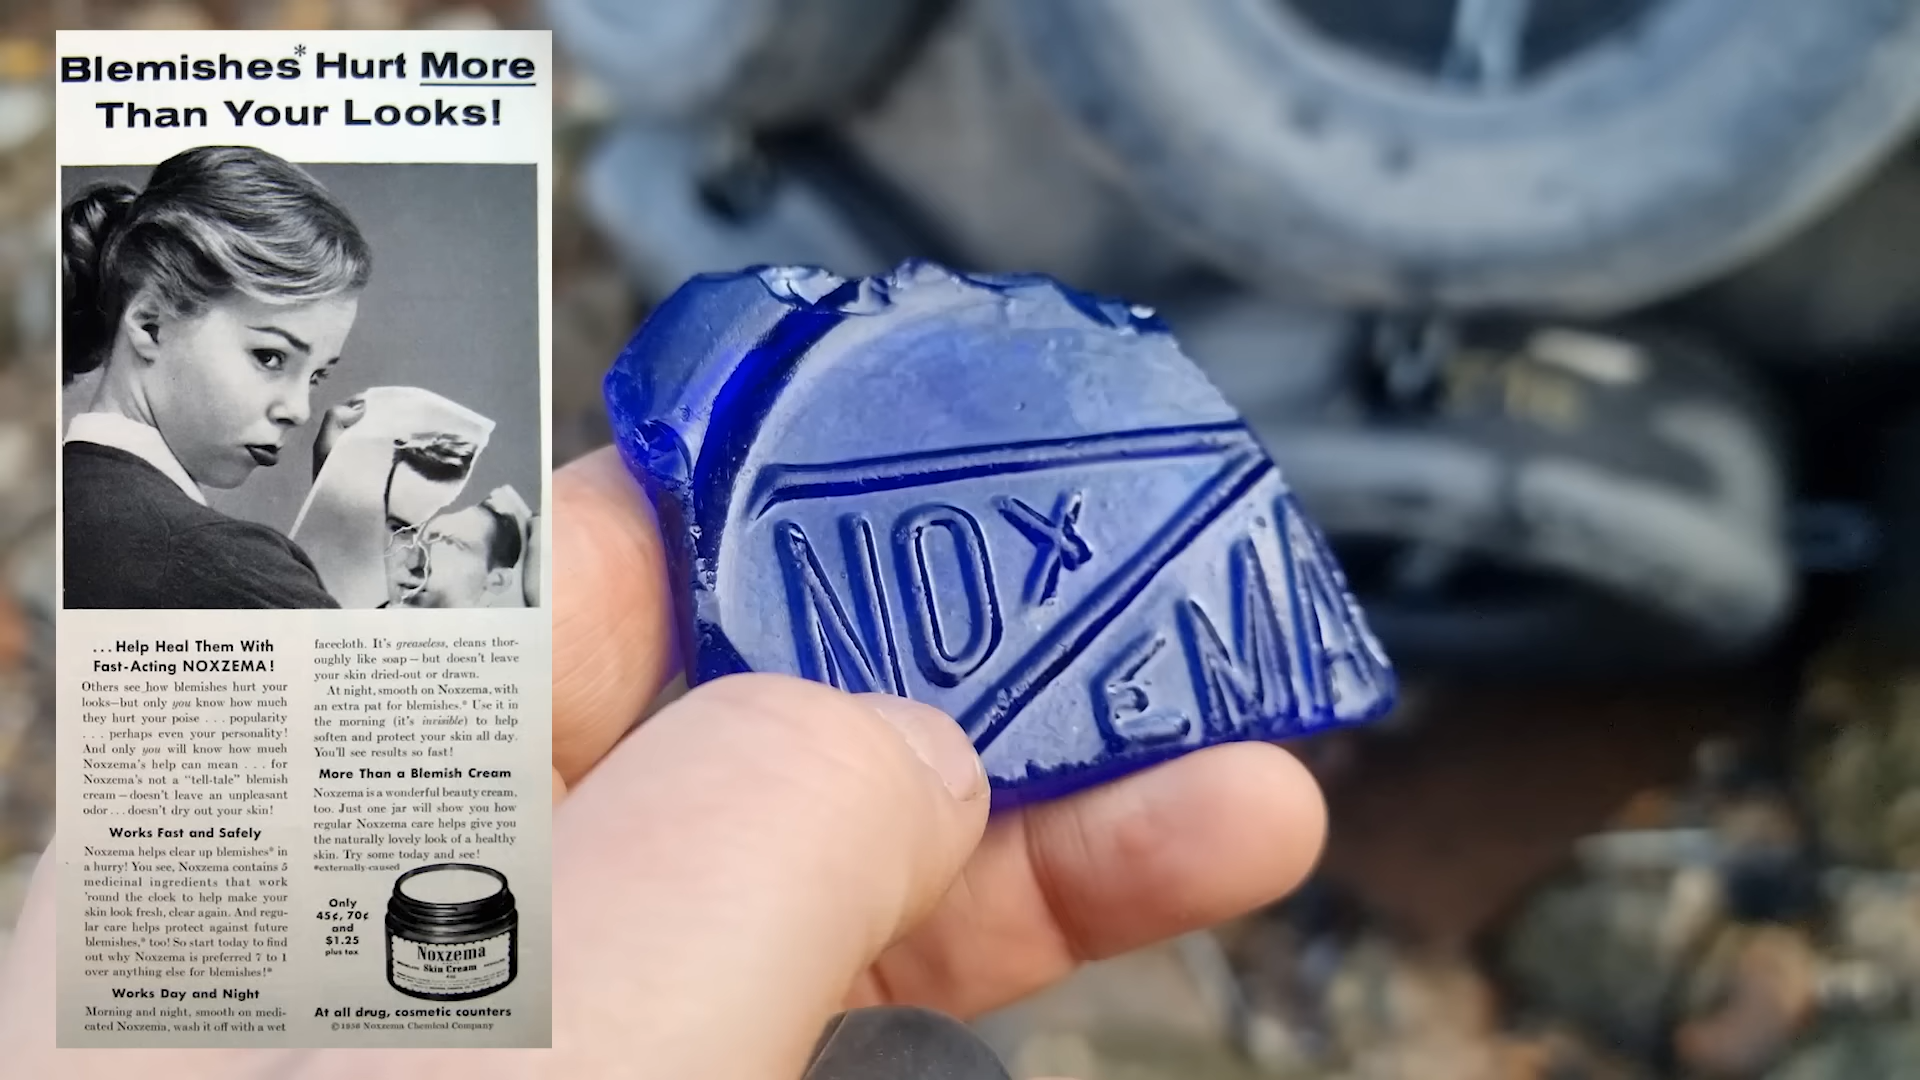 Blemishes* Hurt More
Than Your Looks!
...Help Heal Them With
Fast-Acting NOXZEMA!
Others see how blemishes hurt your
looks—but only you know how much
they hurt your poise . . . popularity
. . . perhaps even your personality!
And only you will know how much
Noxzema's help can mean . . . for
Noxzema's not a "tell-tale" blemish
cream—doesn't leave an unpleasant
odor . . . doesn't dry out your skin!
Works Fast and Safely
Noxzema helps clear up blemishes* in
a hurry! You see, Noxzema contains 5
medicinal ingredients that work
'round the clock to help make your
skin look fresh, clear again. And regu-
lar care helps protect against future
blemishes,* too! So start today to find
out why Noxzema is preferred 7 to 1
over anything else for blemishes!*
Works Day and Night
Morning and night, smooth on medi-
cated Noxzema, wash it off with a wet
facecloth. It's greaseless, cleans thor-
oughly like soap—but doesn't leave
your skin dried-out or drawn.
At night, smooth on Noxzema, with
an extra pat for blemishes.* Use it in
the morning (it's invisible) to help
soften and protect your skin all day.
You'll see results so fast!
More Than a Blemish Cream
Noxzema is a wonderful beauty cream,
too. Just one jar will show you how
regular Noxzema care helps give you
the naturally lovely look of a healthy
skin. Try some today and see!
*externally-caused
Only
45¢, 70¢
and
$1.25
plus tax
Noxzema
Skin Cream
At all drug, cosmetic counters
©1956 Noxzema Chemical Company
NOX
EMA